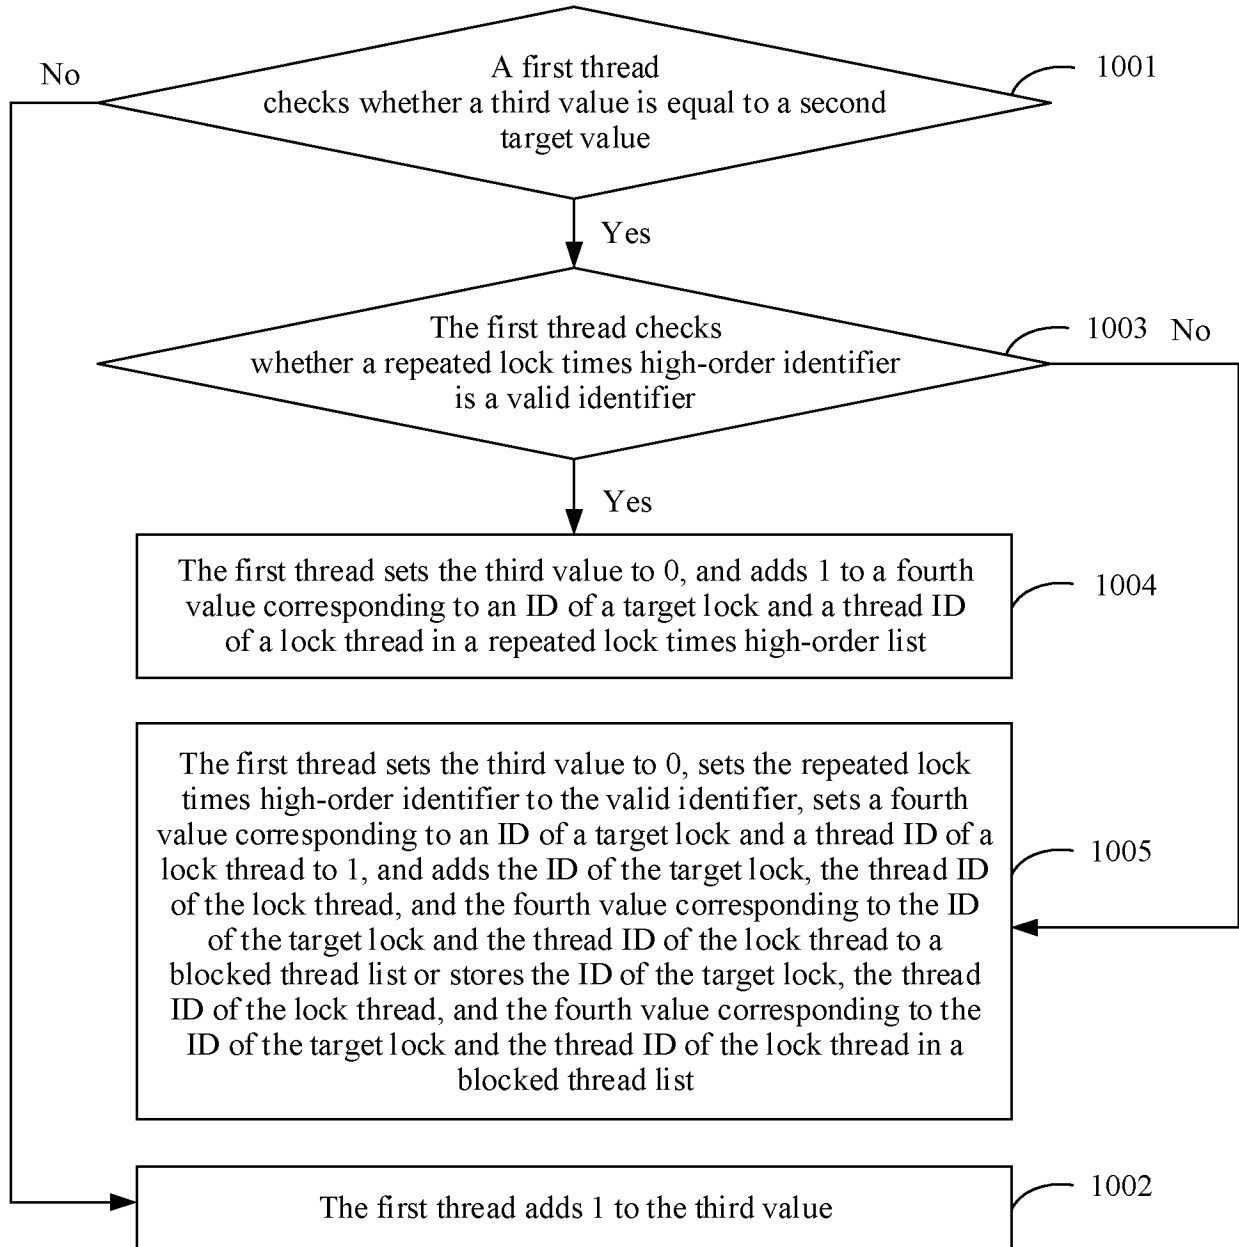 No
A first thread
checks whether a third value is equal to a second
target value
1001
Yes
The first thread checks
whether a repeated lock times high-order identifier
is a valid identifier
1003
No
Yes
The first thread sets the third value to 0, and adds 1 to a fourth
value corresponding to an ID of a target lock and a thread ID
of a lock thread in a repeated lock times high-order list
1004
The first thread sets the third value to 0, sets the repeated lock
times high-order identifier to the valid identifier, sets a fourth
value corresponding to an ID of a target lock and a thread ID of a
lock thread to 1, and adds the ID of the target lock, the thread ID
of the lock thread, and the fourth value corresponding to the ID
of the target lock and the thread ID of the lock thread to a
blocked thread list or stores the ID of the target lock, the thread
ID of the lock thread, and the fourth value corresponding to the
ID of the target lock and the thread ID of the lock thread in a
blocked thread list
1005
The first thread adds 1 to the third value
1002